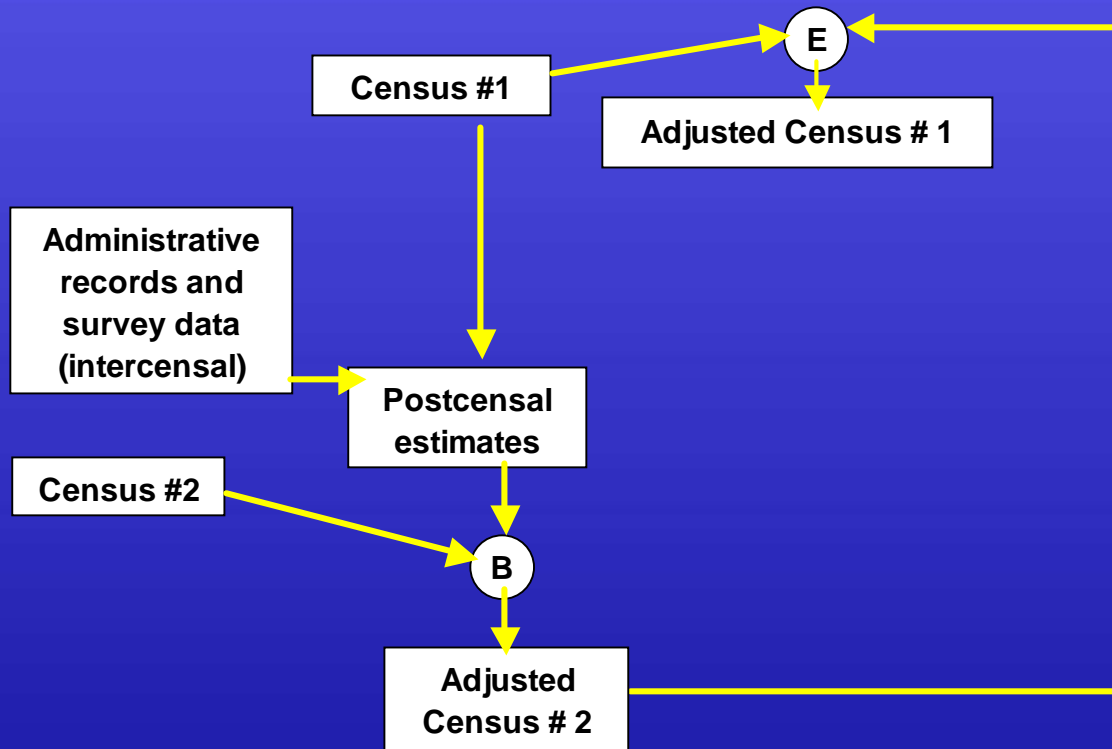 E
Census #1
Adjusted Census # 1
Administrative
records and
survey data
(intercensal)
Postcensal
estimates
Census #2
B
Adjusted
Census # 2